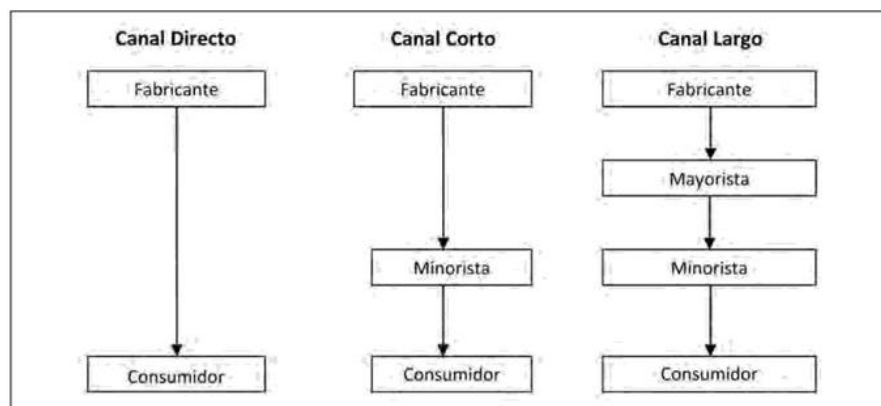 Canal Directo
Canal Corto
Canal Largo
Fabricante
Fabricante
Fabricante
Mayorista
Minorista
Minorista
Consumidor
Consumidor
Consumidor